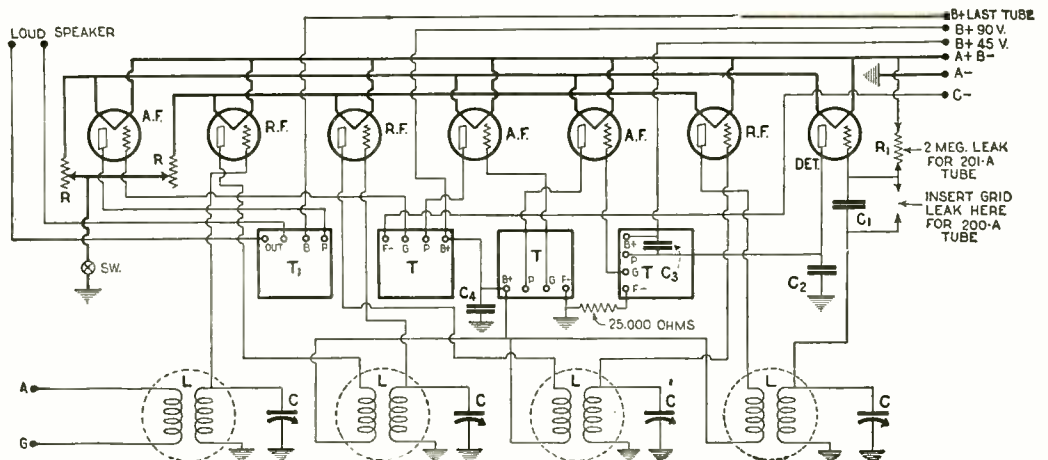 B+ LAST TUBE
LOUD SPEAKER
B+ 90 V.
B+ 45 V.
A+ B-
A-
C-
A.F.
R.F.
R.F.
A.F.
A.F.
R.F.
DET.
R
R
R1
2 MEG. LEAK
FOR 201-A
TUBE
INSERT GRID
LEAK HERE
FOR 200-A
TUBE
C1
SW.
OUT
B
P
T1
F-
G
P
B+
T
C4
B+
P
G
F-
T
B+
P
G
F-
T
C3
C2
25.000 OHMS
A
G
L
C
L
C
L
C
L
C